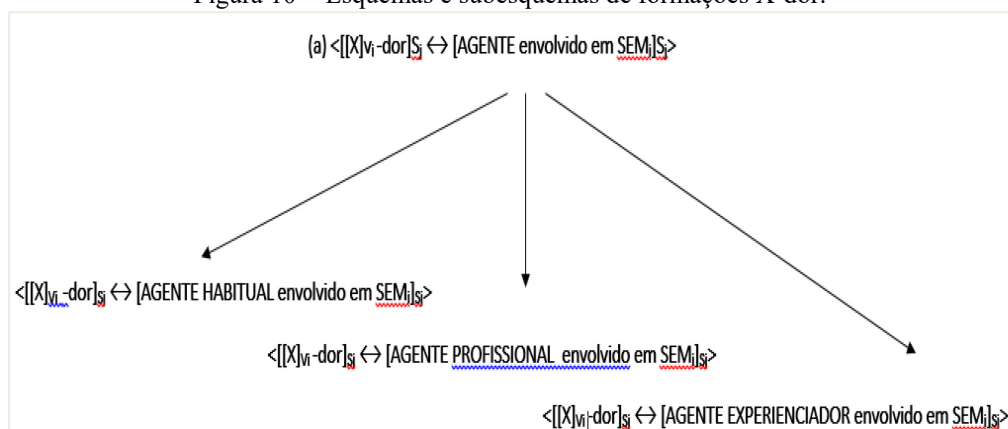 Figura 10 – Esquemas e subesquemas de formações X-dor.
(a) <[[X]vᵢ -dor]Sⱼ ↔ [AGENTE envolvido em SEMᵢ]Sⱼ>
<[[X]Vᵢ -dor]Sⱼ ↔ [AGENTE HABITUAL envolvido em SEMᵢ]Sⱼ>
<[[X]Vᵢ -dor]Sⱼ ↔ [AGENTE PROFISSIONAL envolvido em SEMᵢ]Sⱼ>
<[[X]Vᵢ-dor]Sⱼ ↔ [AGENTE EXPERIENCIADOR envolvido em SEMᵢ]Sⱼ>